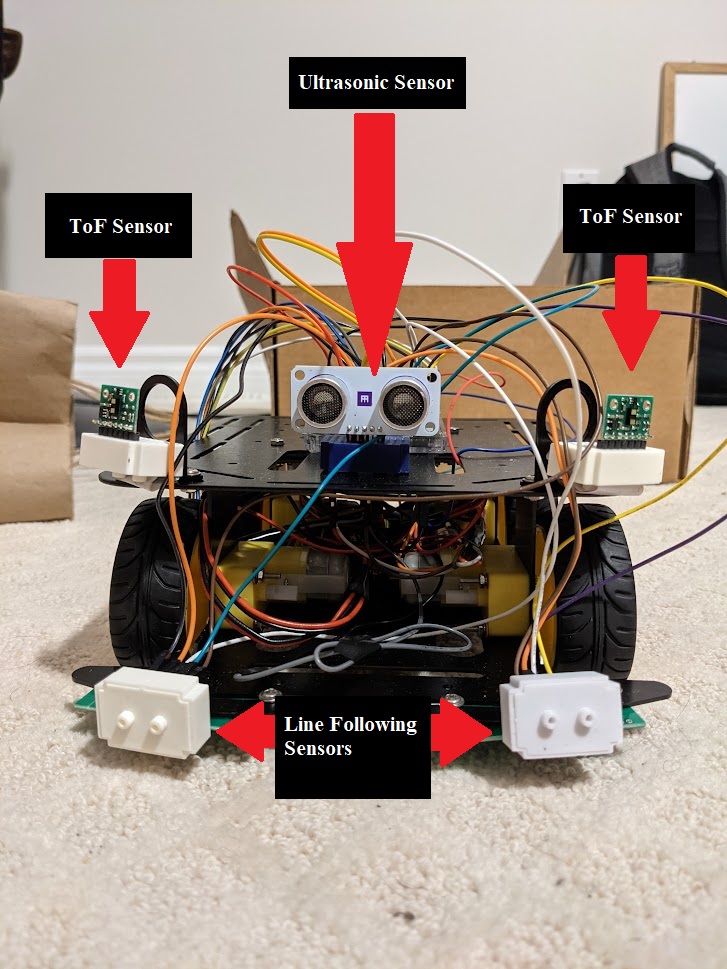 Ultrasonic Sensor
ToF Sensor
ToF Sensor
Line Following
Sensors